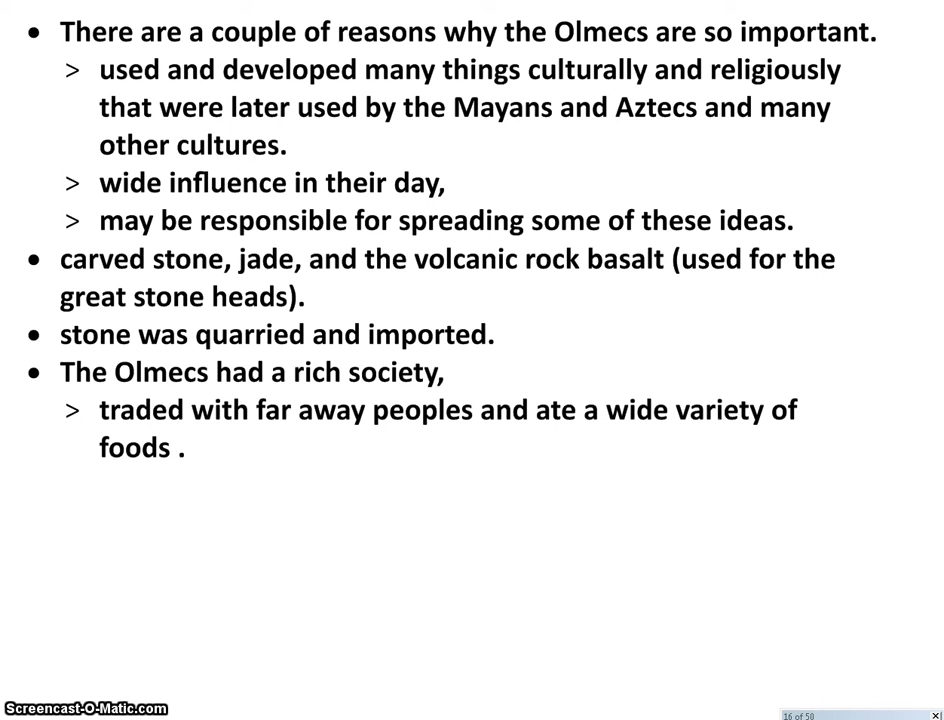 • There are a couple of reasons why the Olmecs are so important.
> used and developed many things culturally and religiously
that were later used by the Mayans and Aztecs and many
other cultures.
> wide influence in their day,
> may be responsible for spreading some of these ideas.
• carved stone, jade, and the volcanic rock basalt (used for the
great stone heads).
• stone was quarried and imported.
• The Olmecs had a rich society,
> traded with far away peoples and ate a wide variety of
foods .
Screencast-O-Matic.com
16 of 50